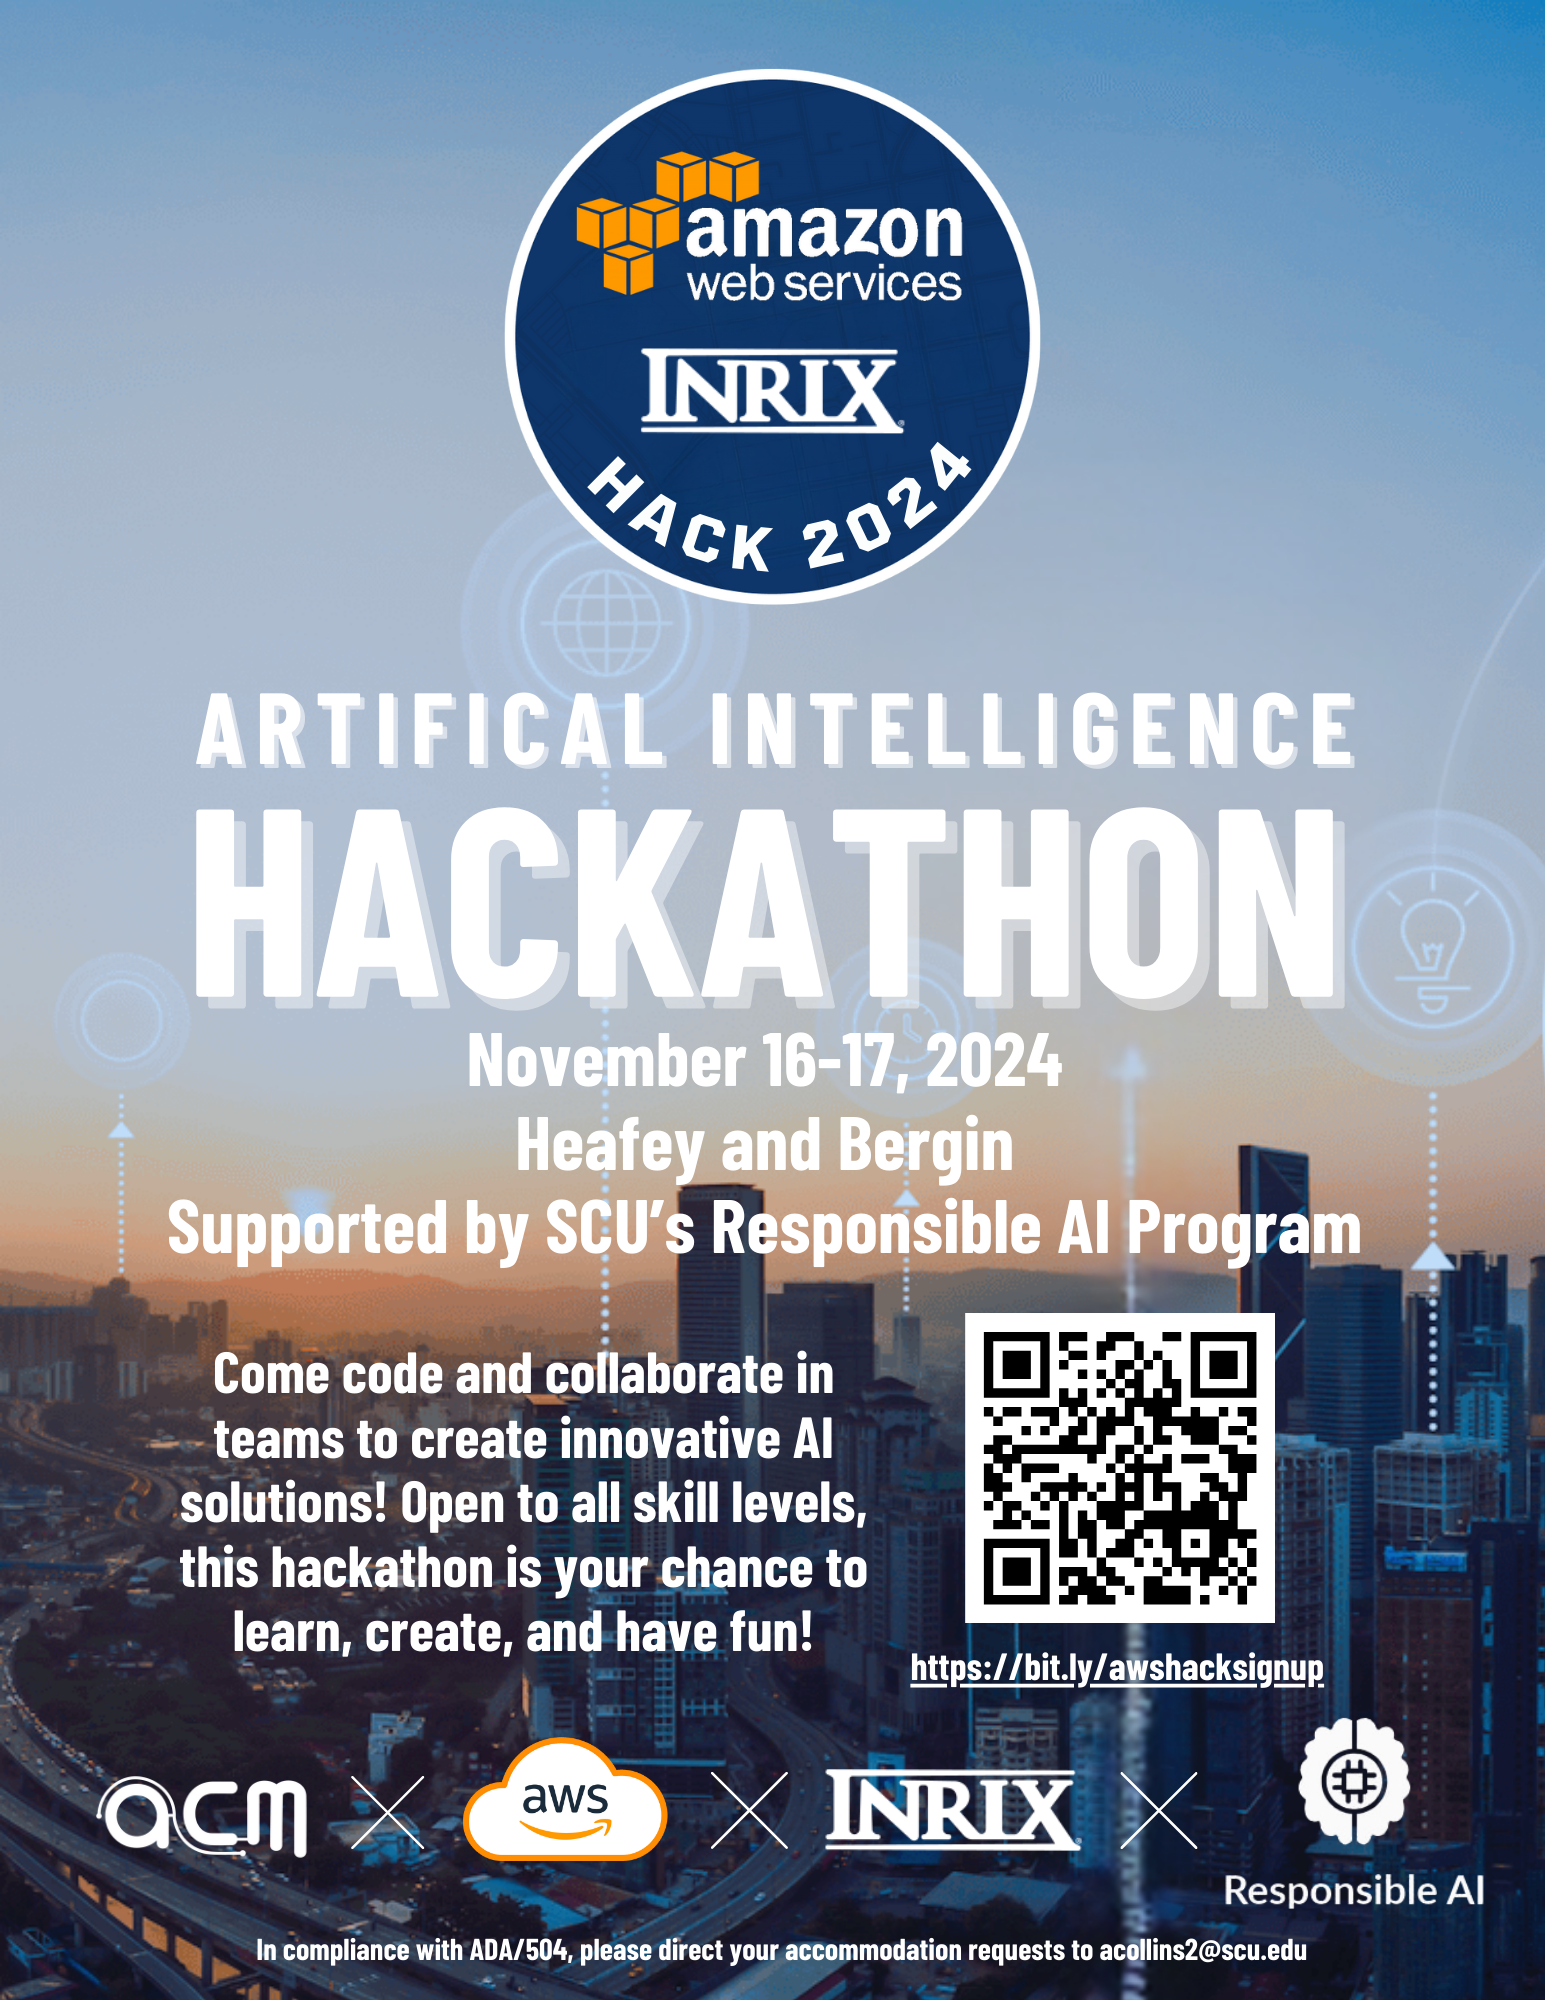 amazon
web services
INRIX
HACK 2024
ARTIFICAL INTELLIGENCE
HACKATHON
November 16-17, 2024
Heafey and Bergin
Supported by SCU's Responsible AI Program
Come code and collaborate in
teams to create innovative AI
solutions! Open to all skill levels,
this hackathon is your chance to
learn, create, and have fun!
https://bit.ly/awshacksignup
acm
aws
INRIX
Responsible AI
In compliance with ADA/504, please direct your accommodation requests to acollins2@scu.edu